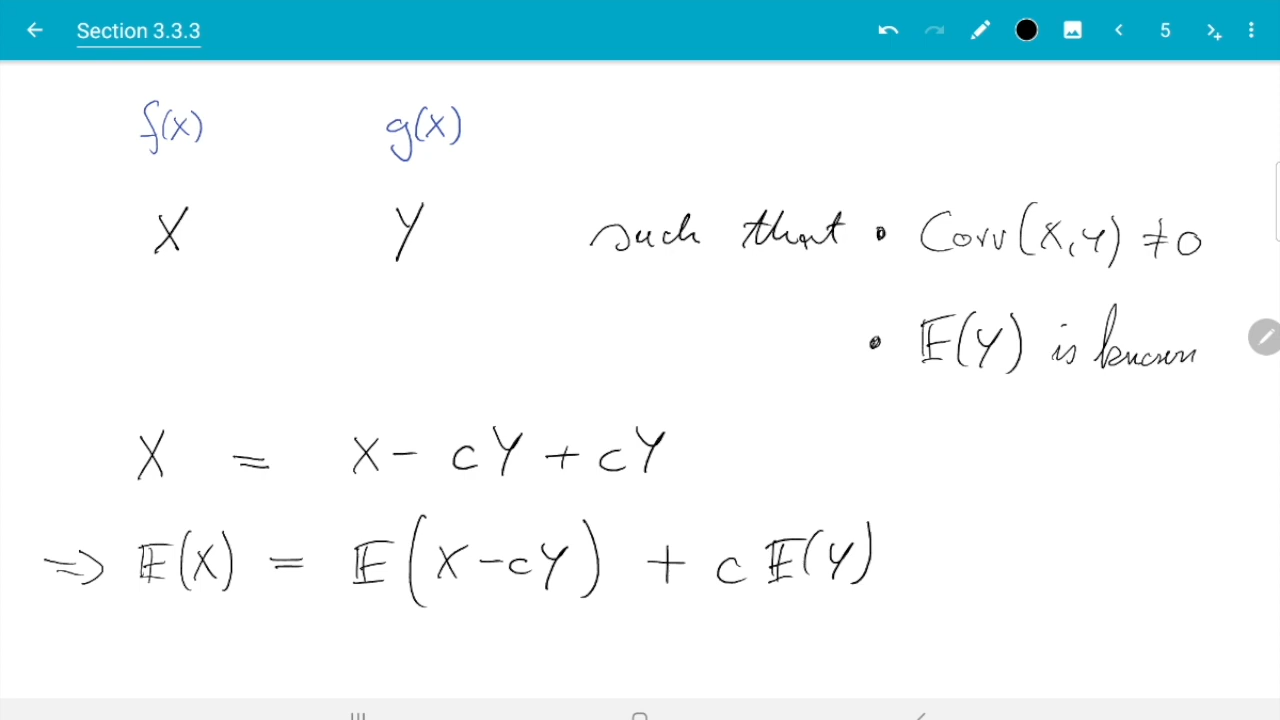 Section 3.3.3
5
f(X) g(X)
X Y such that • Corr(X,Y) ≠ 0
• 𝔼(Y) is known
X = X - cY + cY
⇒ 𝔼(X) = 𝔼(X-cY) + c𝔼(Y)